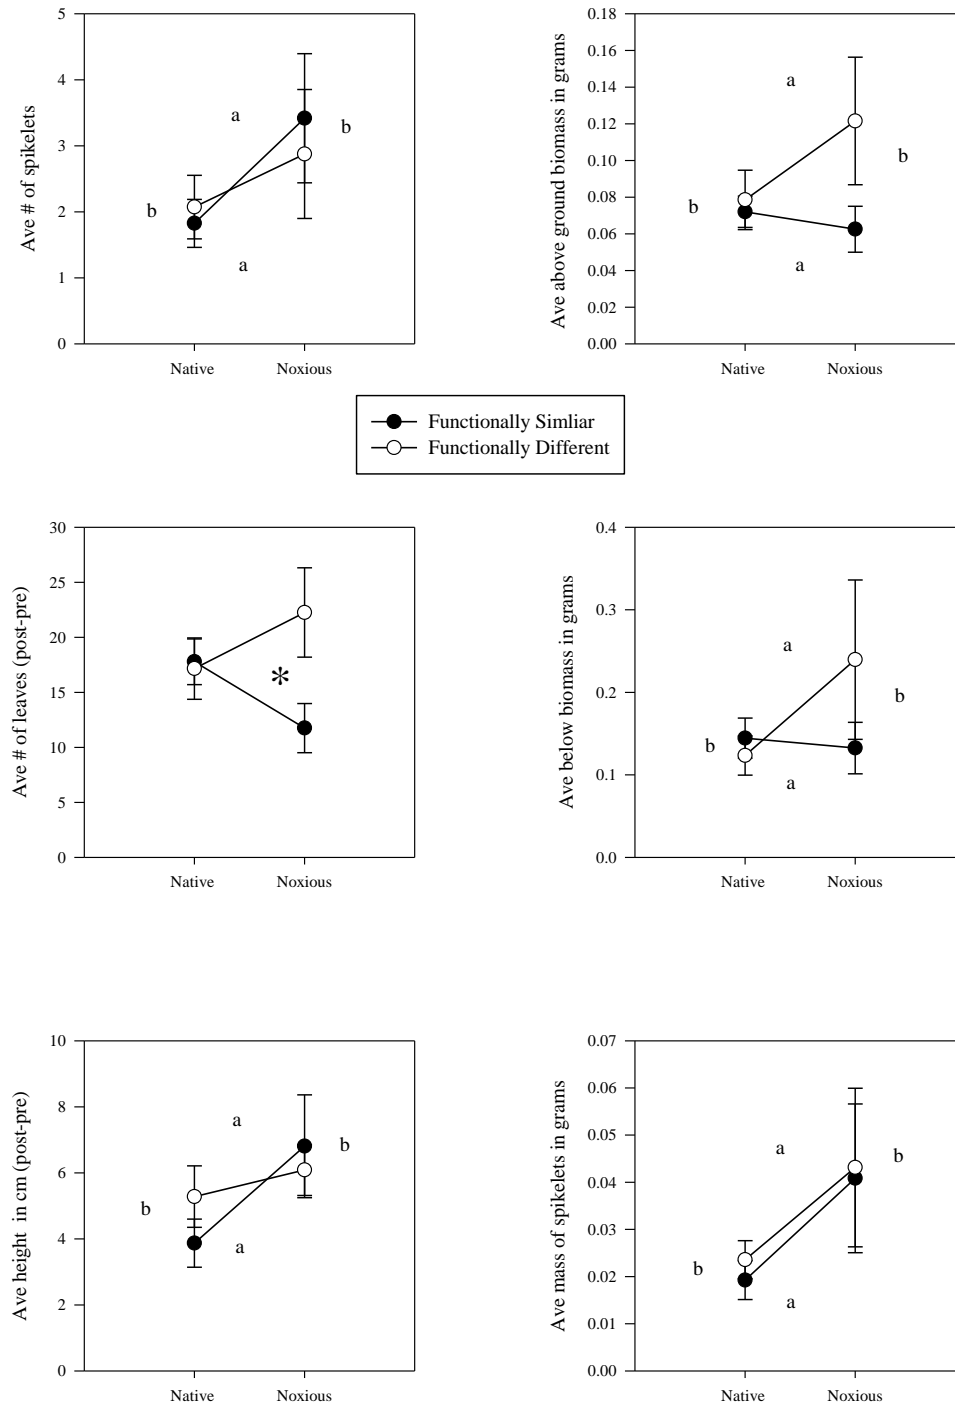 Ave # of spikelets
5
4
3
2
1
0
a
b
b
a
Native Noxious
Ave above ground biomass in grams
0.18
0.16
0.14
0.12
0.10
0.08
0.06
0.04
0.02
0.00
a
b
b
a
Native Noxious
Functionally Simliar
Functionally Different
Ave # of leaves (post-pre)
30
25
20
15
10
5
0
*
Native Noxious
Ave below biomass in grams
0.4
0.3
0.2
0.1
0.0
a
b
b
a
Native Noxious
Ave height in cm (post-pre)
10
8
6
4
2
0
a
b
b
a
Native Noxious
Ave mass of spikelets in grams
0.07
0.06
0.05
0.04
0.03
0.02
0.01
0.00
a
b
b
a
Native Noxious